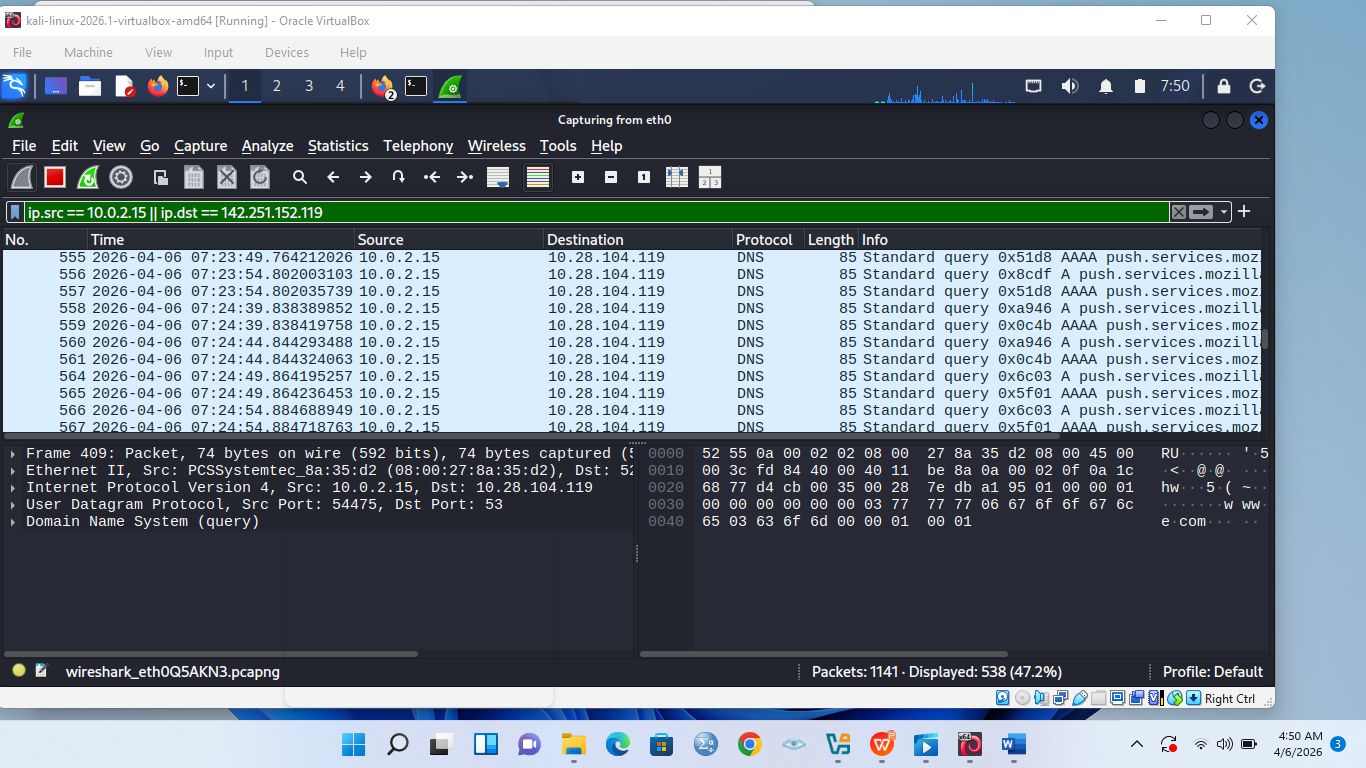 kali-linux-2026.1-virtualbox-amd64 [Running] - Oracle VirtualBox
File Machine View Input Devices Help
1 2 3 4 2 7:50
Capturing from eth0
File Edit View Go Capture Analyze Statistics Telephony Wireless Tools Help
ip.src == 10.0.2.15 || ip.dst == 142.251.152.119
No. Time Source Destination Protocol Length Info
555 2026-04-06 07:23:49.764212026 10.0.2.15 10.28.104.119 DNS 85 Standard query 0x51d8 AAAA push.services.mozi
556 2026-04-06 07:23:54.802003103 10.0.2.15 10.28.104.119 DNS 85 Standard query 0x8cdf A push.services.mozilla
557 2026-04-06 07:23:54.802035739 10.0.2.15 10.28.104.119 DNS 85 Standard query 0x51d8 AAAA push.services.mozi
558 2026-04-06 07:24:39.838389852 10.0.2.15 10.28.104.119 DNS 85 Standard query 0xa946 A push.services.mozilla
559 2026-04-06 07:24:39.838419758 10.0.2.15 10.28.104.119 DNS 85 Standard query 0x0c4b AAAA push.services.mozi
560 2026-04-06 07:24:44.844293488 10.0.2.15 10.28.104.119 DNS 85 Standard query 0xa946 A push.services.mozilla
561 2026-04-06 07:24:44.844324063 10.0.2.15 10.28.104.119 DNS 85 Standard query 0x0c4b AAAA push.services.mozi
564 2026-04-06 07:24:49.864195257 10.0.2.15 10.28.104.119 DNS 85 Standard query 0x6c03 A push.services.mozilla
565 2026-04-06 07:24:49.864236453 10.0.2.15 10.28.104.119 DNS 85 Standard query 0x5f01 AAAA push.services.mozi
566 2026-04-06 07:24:54.884688949 10.0.2.15 10.28.104.119 DNS 85 Standard query 0x6c03 A push.services.mozilla
567 2026-04-06 07:24:54.884718763 10.0.2.15 10.28.104.119 DNS 85 Standard query 0x5f01 AAAA push.services.mozi
Frame 409: Packet, 74 bytes on wire (592 bits), 74 bytes captured (5
Ethernet II, Src: PCSSystemtec_8a:35:d2 (08:00:27:8a:35:d2), Dst: 52
Internet Protocol Version 4, Src: 10.0.2.15, Dst: 10.28.104.119
User Datagram Protocol, Src Port: 54475, Dst Port: 53
Domain Name System (query)
0000 52 55 0a 00 02 02 08 00 27 8a 35 d2 08 00 45 00 RU······ '·5
0010 00 3c fd 84 40 00 40 11 be 8a 0a 00 02 0f 0a 1c ·<··@·@·
0020 68 77 d4 cb 00 35 00 28 7e db a1 95 01 00 00 01 hw···5·( ~··
0030 00 00 00 00 00 00 03 77 77 77 06 67 6f 6f 67 6c ·······w ww·
0040 65 03 63 6f 6d 00 00 01 00 01 e·com··· ··
wireshark_eth0Q5AKN3.pcapng Packets: 1141 · Displayed: 538 (47.2%) Profile: Default
Right Ctrl
4:50 AM
4/6/2026 3